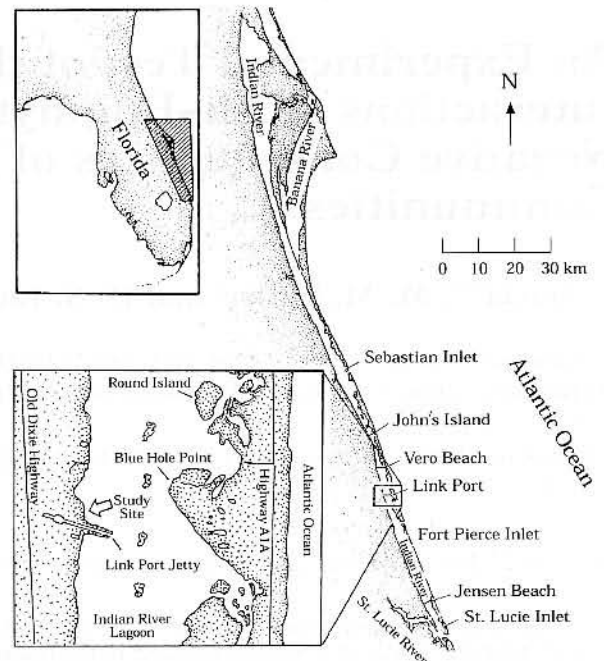 Florida
Indian River
Banana River
N
0 10 20 30 km
Sebastian Inlet
Atlantic Ocean
John's Island
Vero Beach
Link Port
Fort Pierce Inlet
Indian River
Jensen Beach
St. Lucie Inlet
St. Lucie River
Round Island
Old Dixie Highway
Blue Hole Point
Study
Site
Highway A1A
Atlantic Ocean
Link Port Jetty
Indian River
Lagoon